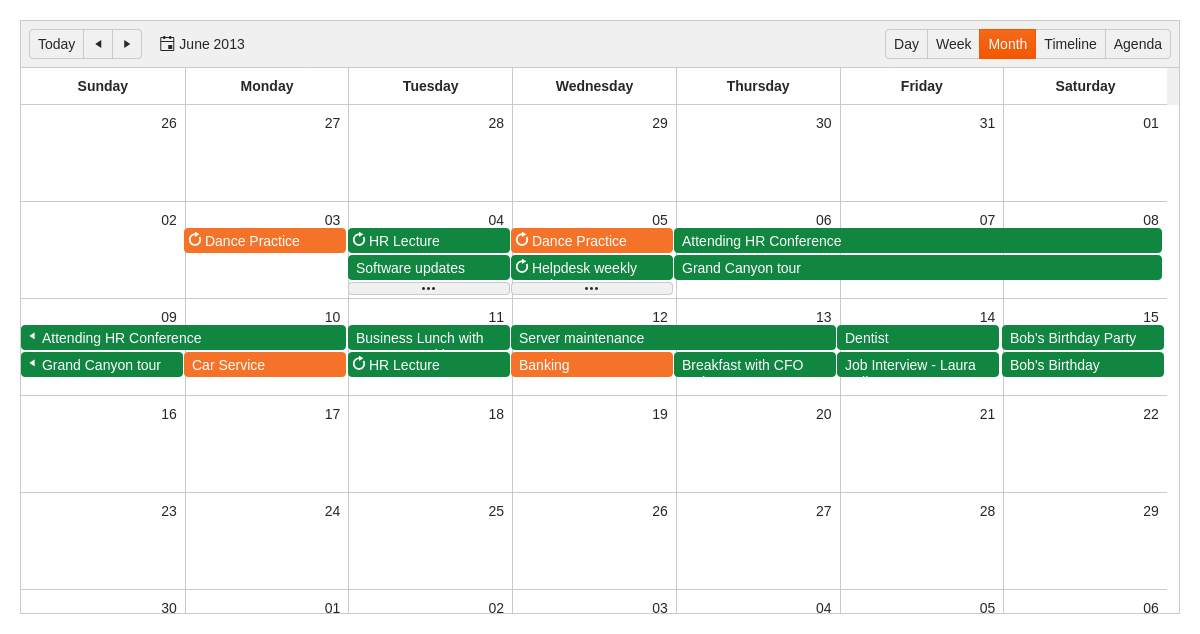 Today June 2013 Day Week Month Timeline Agenda
Sunday Monday Tuesday Wednesday Thursday Friday Saturday
26 27 28 29 30 31 01
02 03 04 05 06 07 08
Dance Practice HR Lecture Dance Practice Attending HR Conference
Software updates Helpdesk weekly Grand Canyon tour
09 10 11 12 13 14 15
Attending HR Conference Business Lunch with Server maintenance Dentist Bob's Birthday Party
Grand Canyon tour Car Service HR Lecture Banking Breakfast with CFO Job Interview - Laura Bob's Birthday
16 17 18 19 20 21 22
23 24 25 26 27 28 29
30 01 02 03 04 05 06